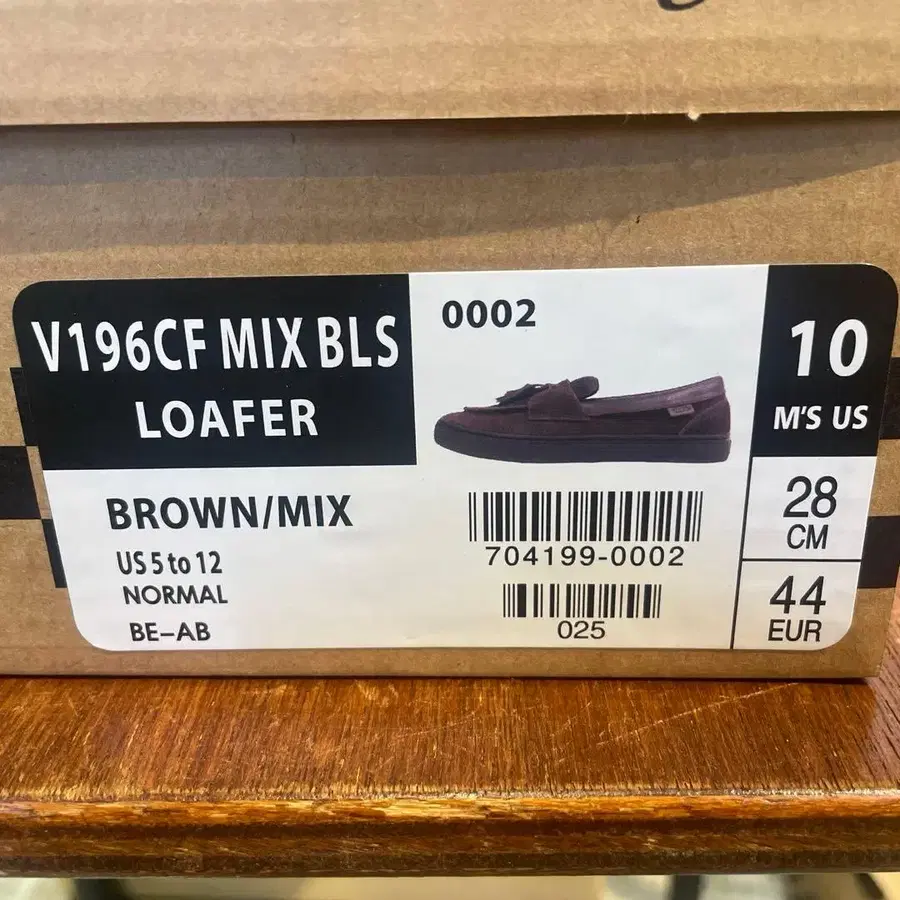 V196CF MIX BLS
LOAFER
0002
10
M'S US
BROWN/MIX
US 5 to 12
NORMAL
BE-AB
704199-0002
025
28
CM
44
EUR